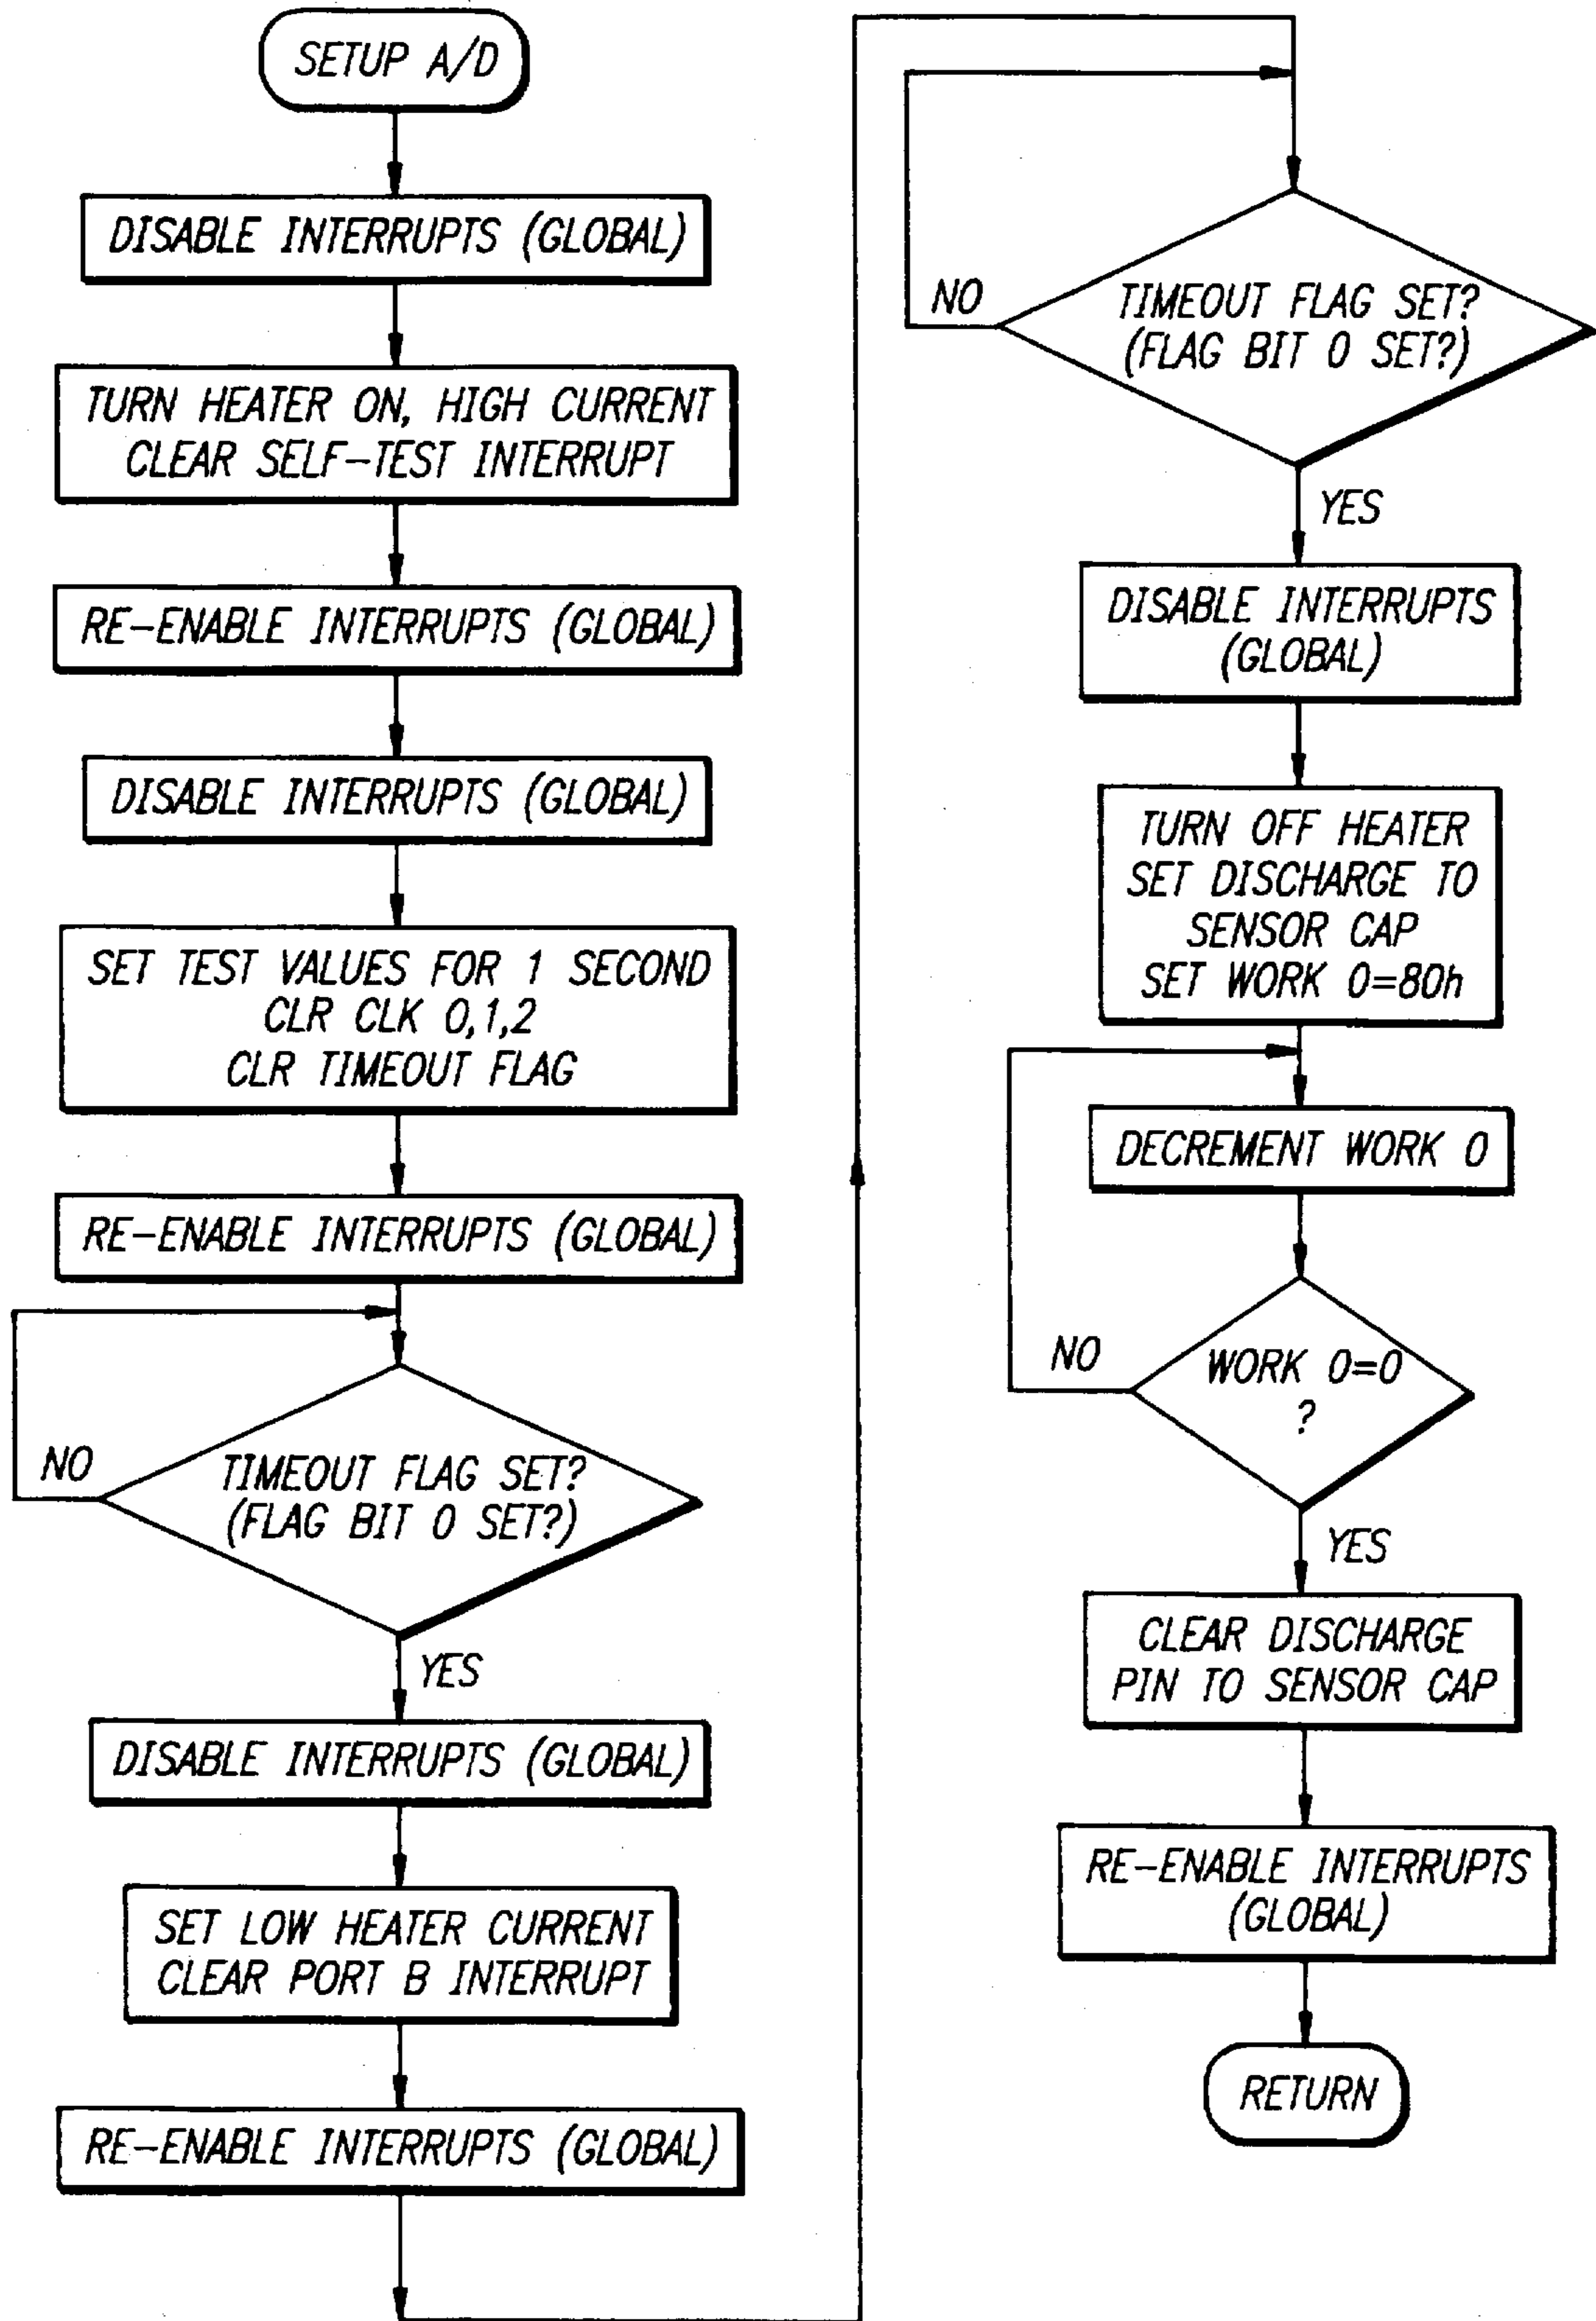 SETUP A/D
DISABLE INTERRUPTS (GLOBAL)
TURN HEATER ON, HIGH CURRENT
CLEAR SELF-TEST INTERRUPT
RE-ENABLE INTERRUPTS (GLOBAL)
DISABLE INTERRUPTS (GLOBAL)
SET TEST VALUES FOR 1 SECOND
CLR CLK 0,1,2
CLR TIMEOUT FLAG
RE-ENABLE INTERRUPTS (GLOBAL)
NO
TIMEOUT FLAG SET?
(FLAG BIT 0 SET?)
YES
DISABLE INTERRUPTS (GLOBAL)
SET LOW HEATER CURRENT
CLEAR PORT B INTERRUPT
RE-ENABLE INTERRUPTS (GLOBAL)
NO
TIMEOUT FLAG SET?
(FLAG BIT 0 SET?)
YES
DISABLE INTERRUPTS
(GLOBAL)
TURN OFF HEATER
SET DISCHARGE TO
SENSOR CAP
SET WORK 0=80h
DECREMENT WORK 0
NO
WORK 0=0
?
YES
CLEAR DISCHARGE
PIN TO SENSOR CAP
RE-ENABLE INTERRUPTS
(GLOBAL)
RETURN